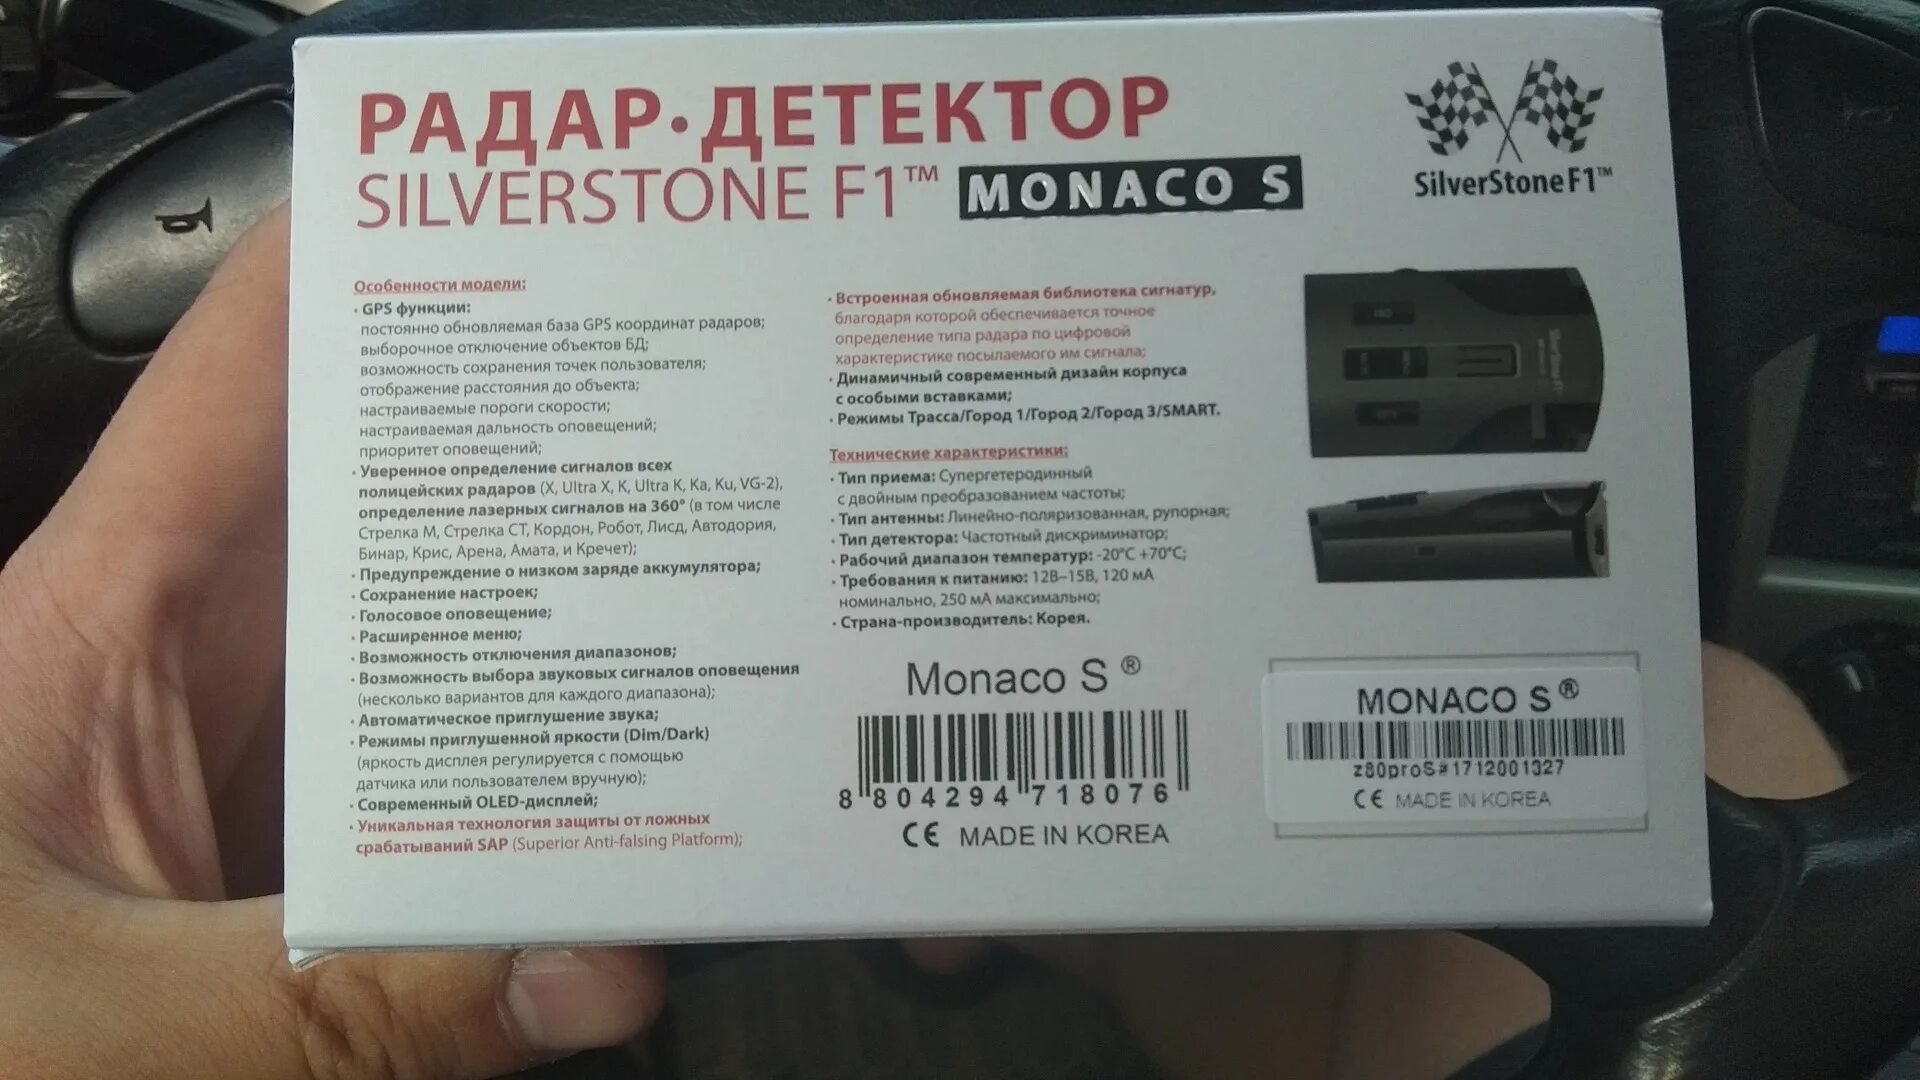 РАДАР·ДЕТЕКТОР
SILVERSTONE F1™ MONACO S
SilverStoneF1™
Особенности модели:
· GPS функции:
постоянно обновляемая база GPS координат радаров;
выборочное отключение объектов БД;
возможность сохранения точек пользователя;
отображение расстояния до объекта;
настраиваемые пороги скорости;
настраиваемая дальность оповещений;
приоритет оповещений;
· Уверенное определение сигналов всех
полицейских радаров (X, Ultra X, K, Ultra K, Ka, Ku, VG-2),
определение лазерных сигналов на 360° (в том числе
Стрелка М, Стрелка СТ, Кордон, Робот, Лисд, Автодория,
Бинар, Крис, Арена, Амата, и Кречет);
· Предупреждение о низком заряде аккумулятора;
· Сохранение настроек;
· Голосовое оповещение;
· Расширенное меню;
· Возможность отключения диапазонов;
· Возможность выбора звуковых сигналов оповещения
(несколько вариантов для каждого диапазона);
· Автоматическое приглушение звука;
· Режимы приглушенной яркости (Dim/Dark)
(яркость дисплея регулируется с помощью
датчика или пользователем вручную);
· Современный OLED-дисплей;
· Уникальная технология защиты от ложных
срабатываний SAP (Superior Anti-falsing Platform);
· Встроенная обновляемая библиотека сигнатур,
благодаря которой обеспечивается точное
определение типа радара по цифровой
характеристике посылаемого им сигнала;
· Динамичный современный дизайн корпуса
с особыми вставками;
· Режимы Трасса/Город 1/Город 2/Город 3/SMART.
Технические характеристики:
· Тип приема: Супергетеродинный
с двойным преобразованием частоты;
· Тип антенны: Линейно-поляризованная, рупорная;
· Тип детектора: Частотный дискриминатор;
· Рабочий диапазон температур: -20°C +70°C;
· Требования к питанию: 12В–15В, 120 мА
номинально, 250 мА максимально;
· Страна-производитель: Корея.
Monaco S ®
8 804294 718076
CE MADE IN KOREA
MONACO S ®
z80proS#1712001327
CE MADE IN KOREA